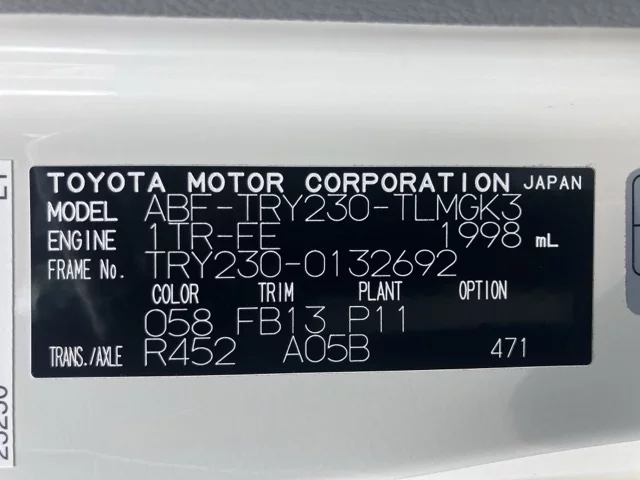 TOYOTA MOTOR CORPORATION JAPAN
MODEL ABF-TRY230-TLMGK3
ENGINE 1TR-FE 1998 mL
FRAME No. TRY230-0132692
COLOR TRIM PLANT OPTION
058 FB13 P11
TRANS./AXLE R452 A05B 471